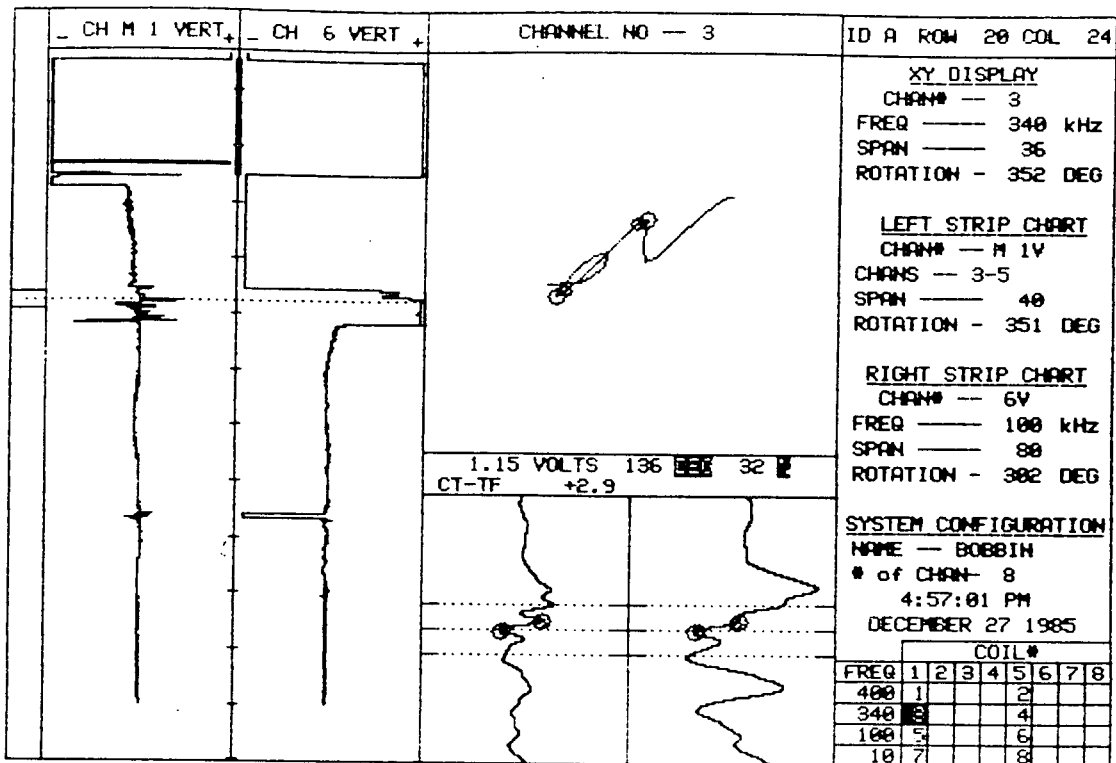 _ CH M 1 VERT +
_ CH 6 VERT +
CHANNEL NO -- 3
ID A ROW 20 COL 24
XY DISPLAY
CHAN# -- 3
FREQ ---- 340 kHz
SPAN ---- 36
ROTATION - 352 DEG
LEFT STRIP CHART
CHAN# -- M 1V
CHANS -- 3-5
SPAN ---- 40
ROTATION - 351 DEG
RIGHT STRIP CHART
CHAN# -- 6V
FREQ ---- 100 kHz
SPAN ---- 80
ROTATION - 302 DEG
1.15 VOLTS 136 DEG 32
CT-TF +2.9
SYSTEM CONFIGURATION
NAME -- BOBBIN
# of CHAN- 8
4:57:01 PM
DECEMBER 27 1985
COIL#
FREQ 1 2 3 4 5 6 7 8
400 1 2
340 3 4
100 5 6
10 7 8